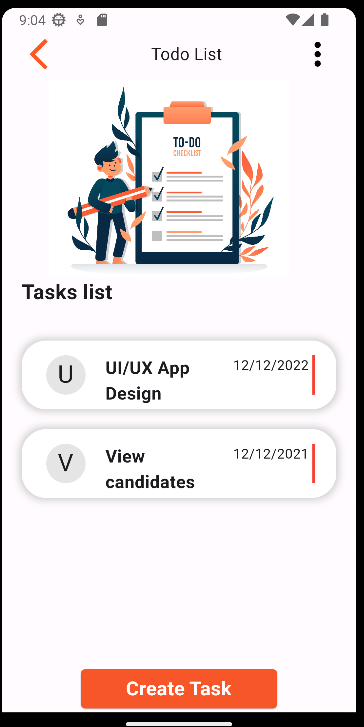 9:04
Todo List
TO-DO
CHECKLIST
Tasks list
U
UI/UX App
Design
12/12/2022
V
View
candidates
12/12/2021
Create Task